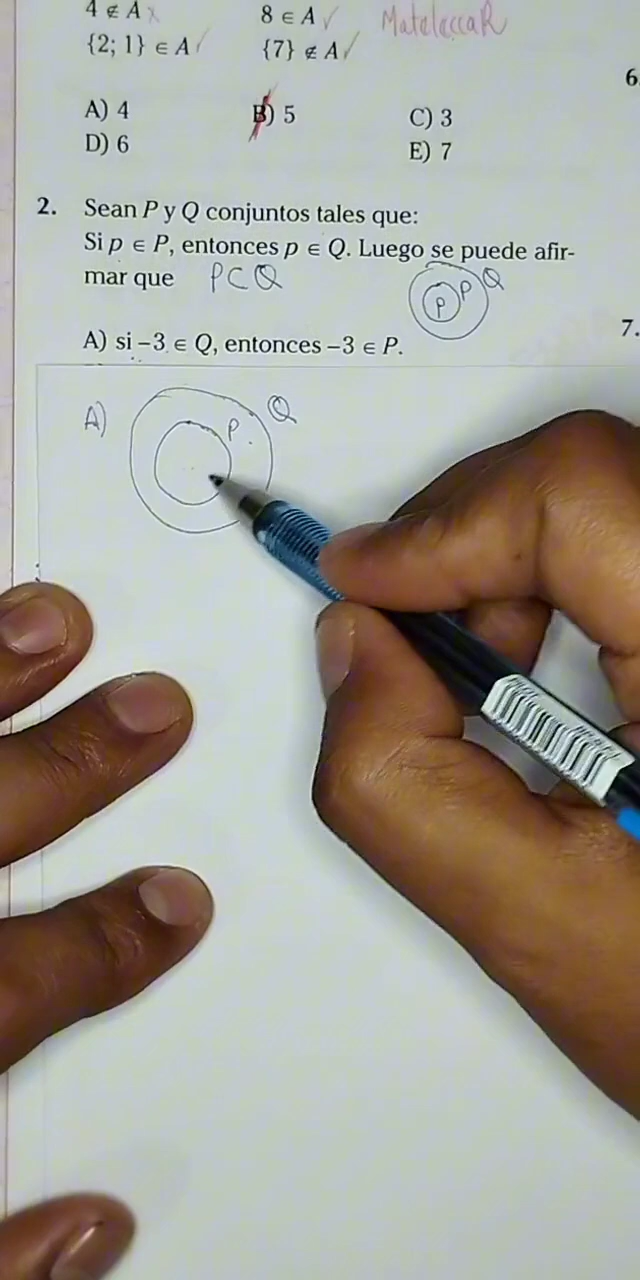 4 ∉ A x 8 ∈ A ✓ MateleccaR
{2; 1} ∈ A ✓ {7} ∉ A ✓
6.
A) 4 B) 5 C) 3
D) 6 E) 7
2. Sean P y Q conjuntos tales que:
Si p ∈ P, entonces p ∈ Q. Luego se puede afir-
mar que P⊂Q
p P Q
7.
A) si −3 ∈ Q, entonces −3 ∈ P.
A) P Q